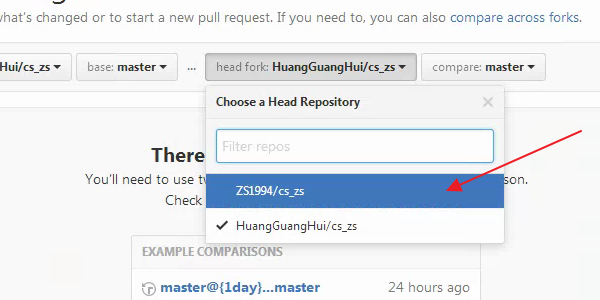 what's changed or to start a new pull request. If you need to, you can also compare across forks.
Hui/cs_zs base: master ... head fork: HuangGuangHui/cs_zs compare: master
Choose a Head Repository
Filter repos
There
You'll need to use tw son.
Check
ZS1994/cs_zs
HuangGuangHui/cs_zs
EXAMPLE COMPARISONS
master@{1day}...master 24 hours ago